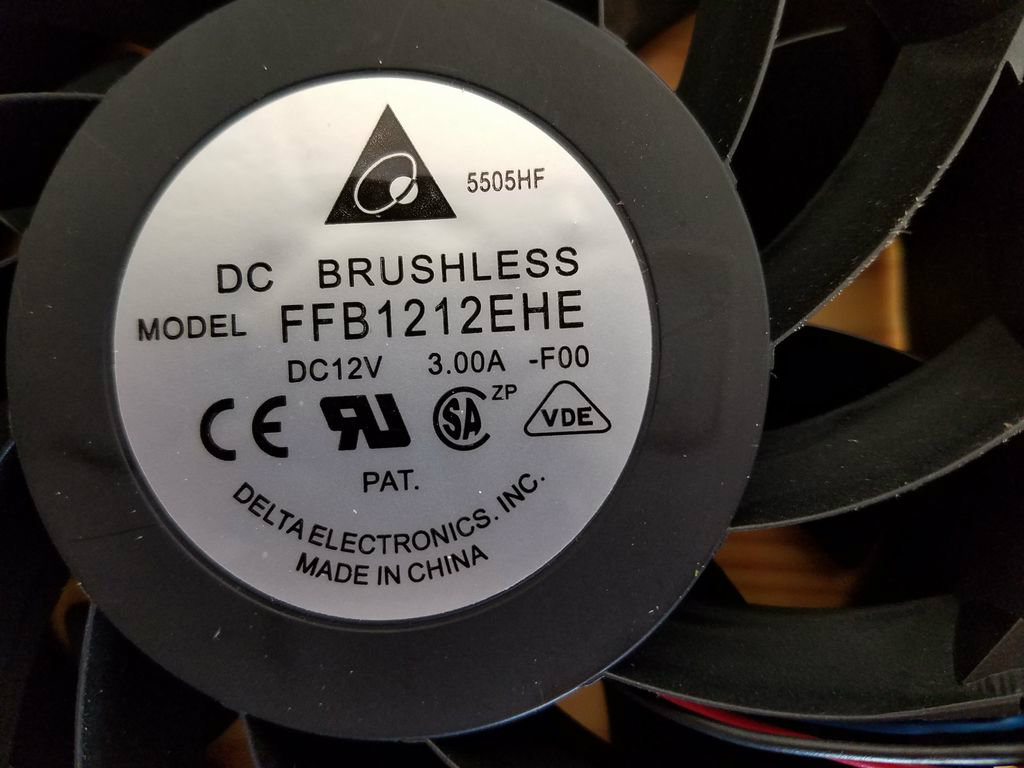 5505HF
DC BRUSHLESS
MODEL FFB1212EHE
DC12V 3.00A -F00
CE RU SA ZP VDE
PAT.
DELTA ELECTRONICS. INC.
MADE IN CHINA